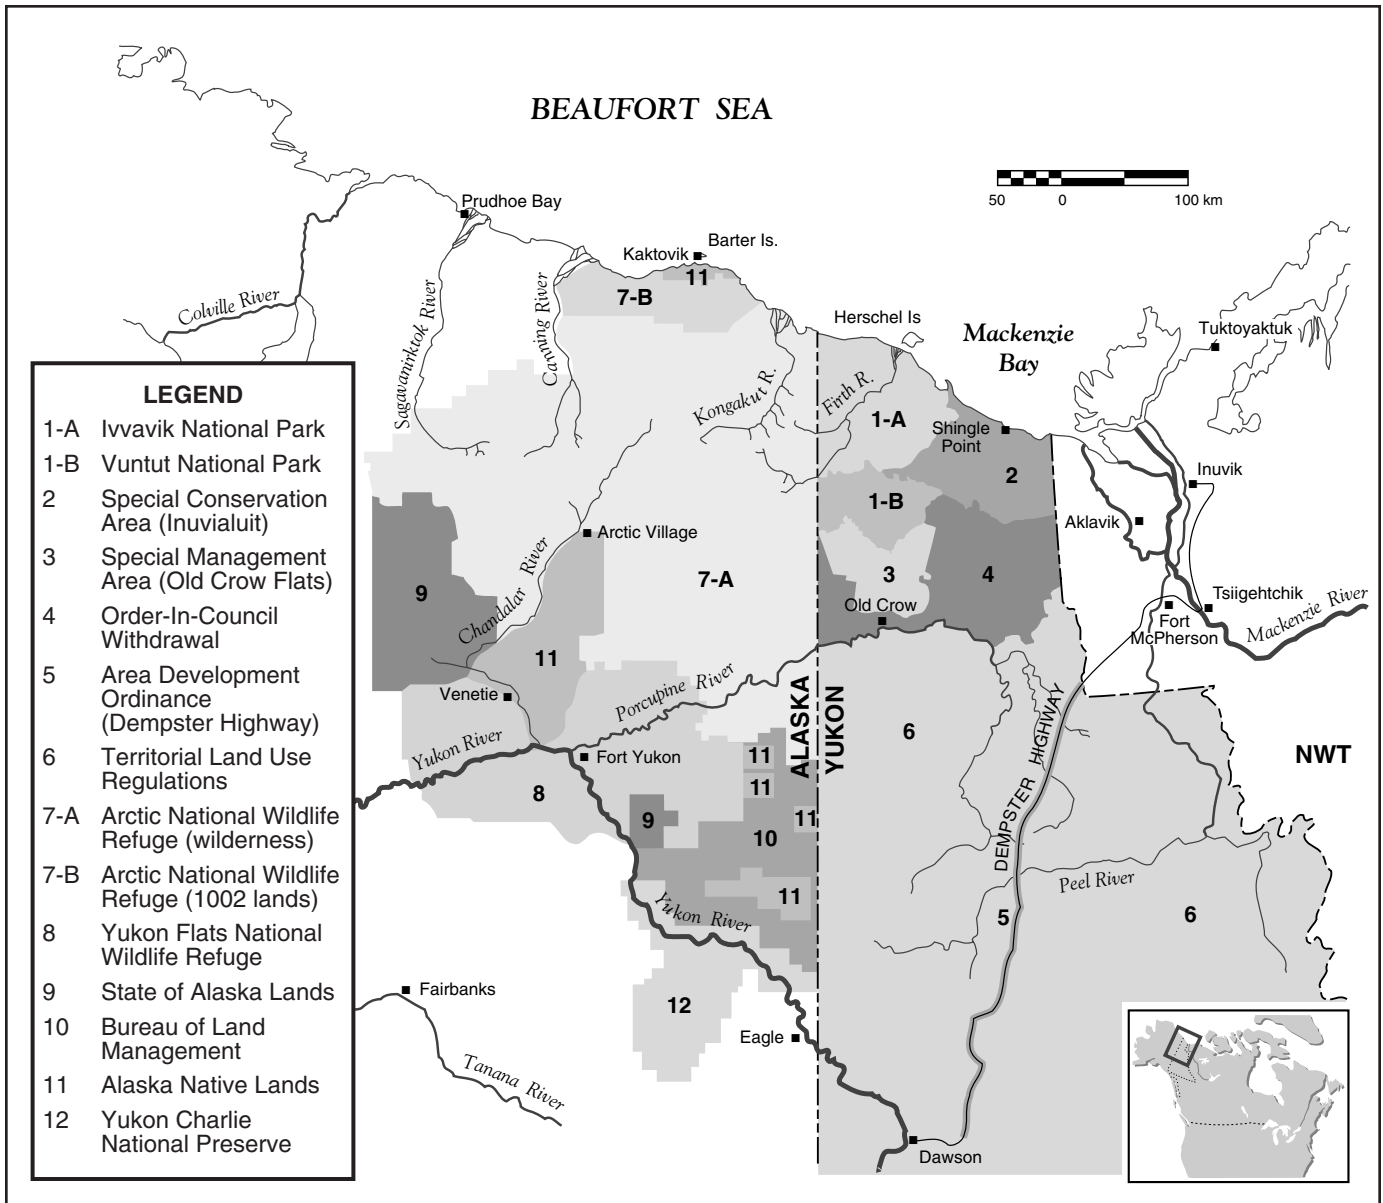 BEAUFORT SEA
50 0 100 km
Prudhoe Bay
Barter Is.
Kaktovik
11
7-B
Colville River
Sagavanirktok River
Canning River
Herschel Is
Mackenzie
Bay
Tuktoyaktuk
Kongakut R.
Firth R.
1-A
Shingle
Point
2
Inuvik
1-B
Aklavik
Arctic Village
9
7-A
3
4
Chandalar River
Old Crow
Tsiigehtchik
Fort
McPherson
Mackenzie River
11
Venetie
Porcupine River
ALASKA
YUKON
Yukon River
Fort Yukon
6
DEMPSTER HIGHWAY
NWT
11
11
8
9
11
10
11
Peel River
Yukon River
5
6
12
Fairbanks
Eagle
Tanana River
Dawson
LEGEND
1-A Ivvavik National Park
1-B Vuntut National Park
2 Special Conservation
Area (Inuvialuit)
3 Special Management
Area (Old Crow Flats)
4 Order-In-Council
Withdrawal
5 Area Development
Ordinance
(Dempster Highway)
6 Territorial Land Use
Regulations
7-A Arctic National Wildlife
Refuge (wilderness)
7-B Arctic National Wildlife
Refuge (1002 lands)
8 Yukon Flats National
Wildlife Refuge
9 State of Alaska Lands
10 Bureau of Land
Management
11 Alaska Native Lands
12 Yukon Charlie
National Preserve